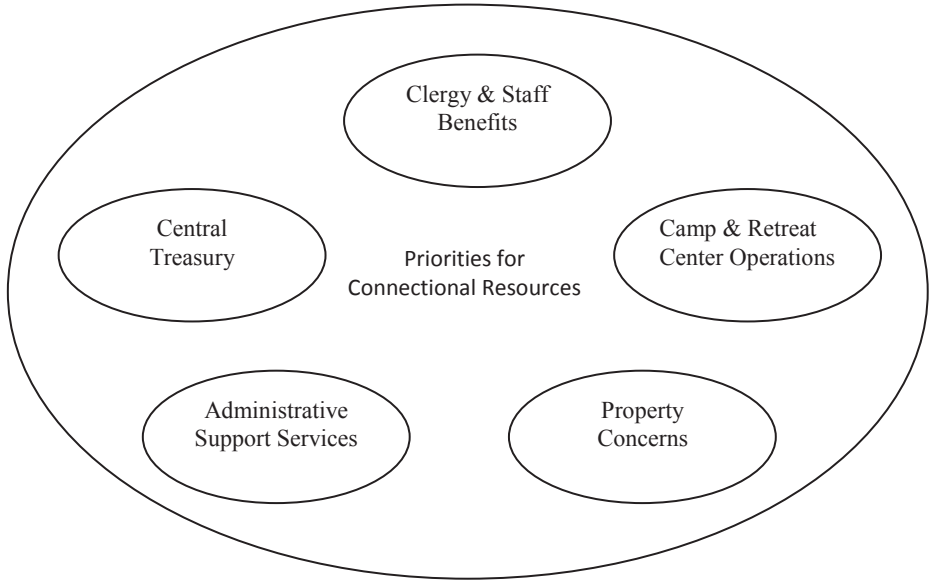 Clergy & Staff
Benefits
Central
Treasury
Camp & Retreat
Center Operations
Priorities for
Connectional Resources
Administrative
Support Services
Property
Concerns